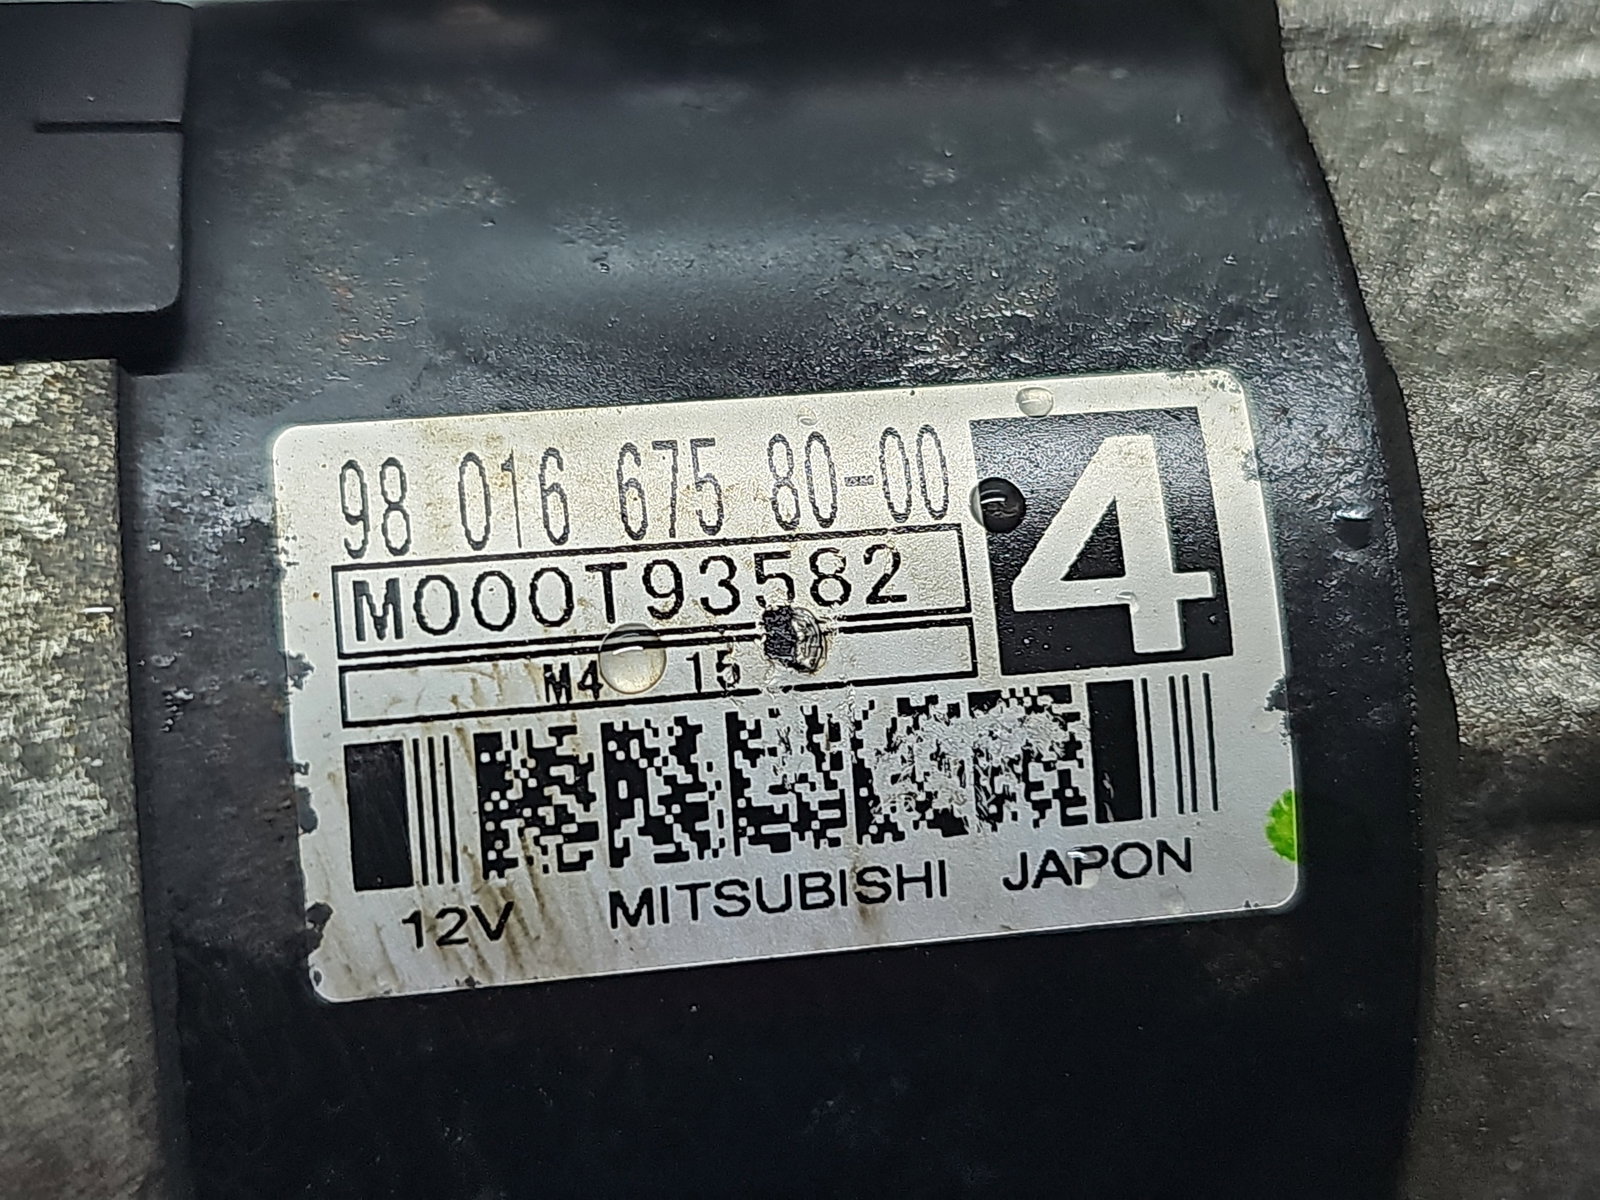 98 016 675 80-00
4
M000T93582
M4 15
12V MITSUBISHI JAPON